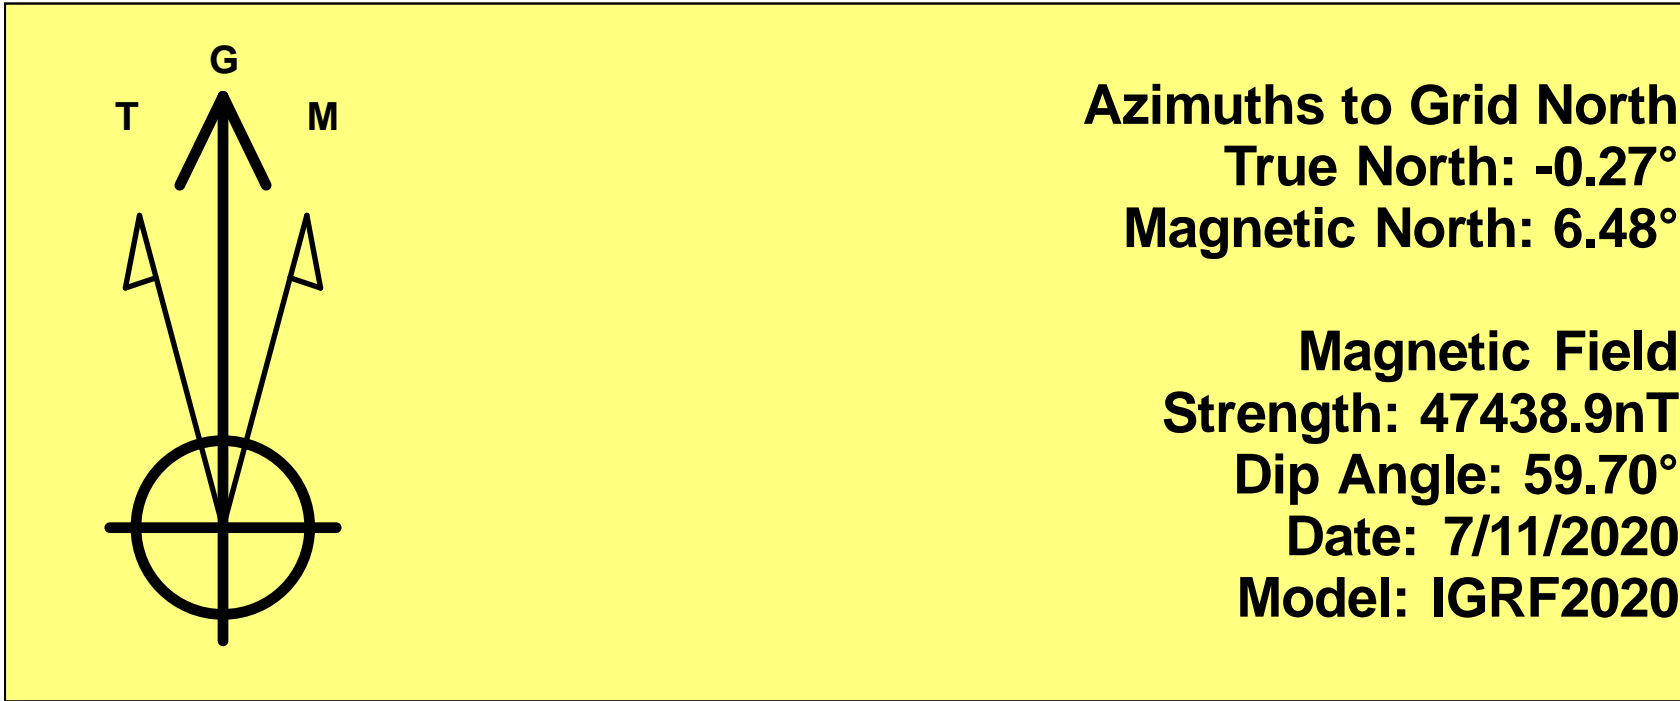 G
T M
Azimuths to Grid North
True North: -0.27°
Magnetic North: 6.48°
Magnetic Field
Strength: 47438.9nT
Dip Angle: 59.70°
Date: 7/11/2020
Model: IGRF2020